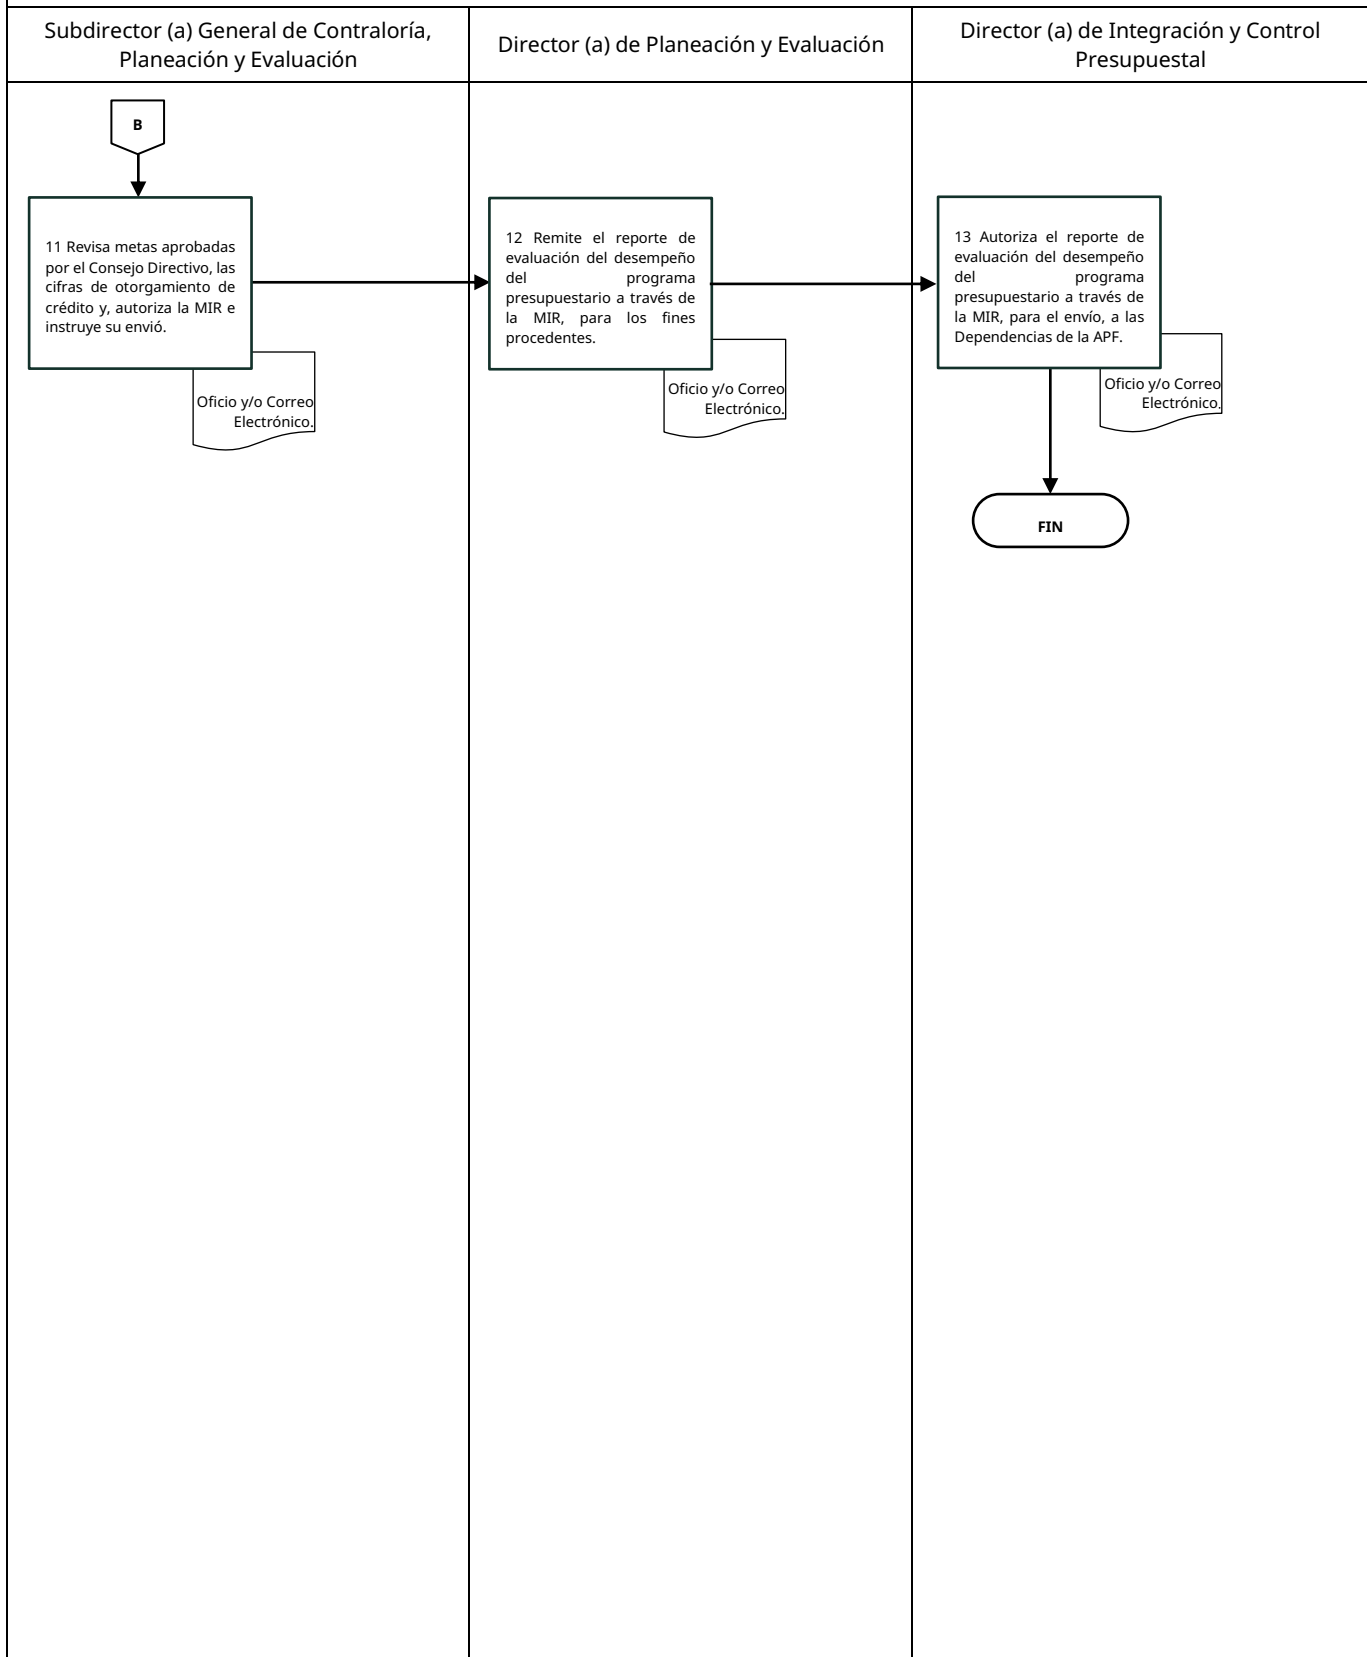 Subdirector (a) General de Contraloría,
Planeación y Evaluación
Director (a) de Planeación y Evaluación
Director (a) de Integración y Control
Presupuestal
B
11 Revisa metas aprobadas
por el Consejo Directivo, las
cifras de otorgamiento de
crédito y, autoriza la MIR e
instruye su envió.
Oficio y/o Correo
Electrónico.
12 Remite el reporte de
evaluación del desempeño
del programa
presupuestario a través de
la MIR, para los fines
procedentes.
Oficio y/o Correo
Electrónico.
13 Autoriza el reporte de
evaluación del desempeño
del programa
presupuestario a través de
la MIR, para el envío, a las
Dependencias de la APF.
Oficio y/o Correo
Electrónico.
FIN